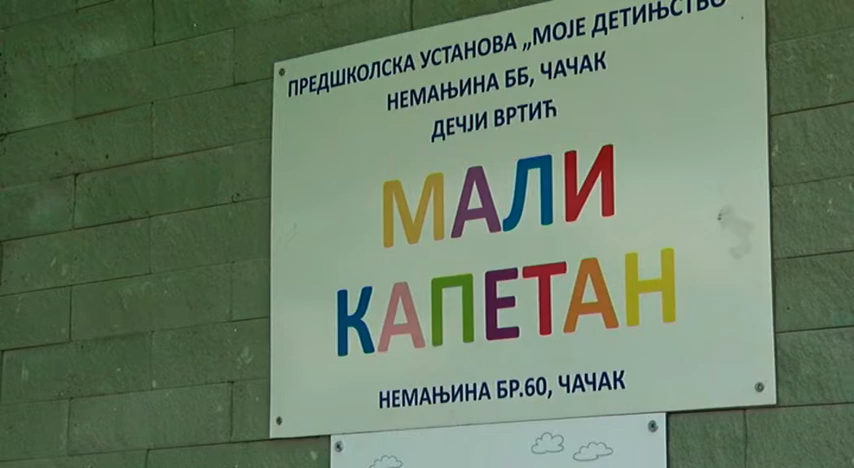 ПРЕДШКОЛСКА УСТАНОВА „МОЈЕ ДЕТИЊСТВО
НЕМАЊИНА ББ, ЧАЧАК
ДЕЧЈИ ВРТИЋ
МАЛИ
КАПЕТАН
НЕМАЊИНА БР.60, ЧАЧАК